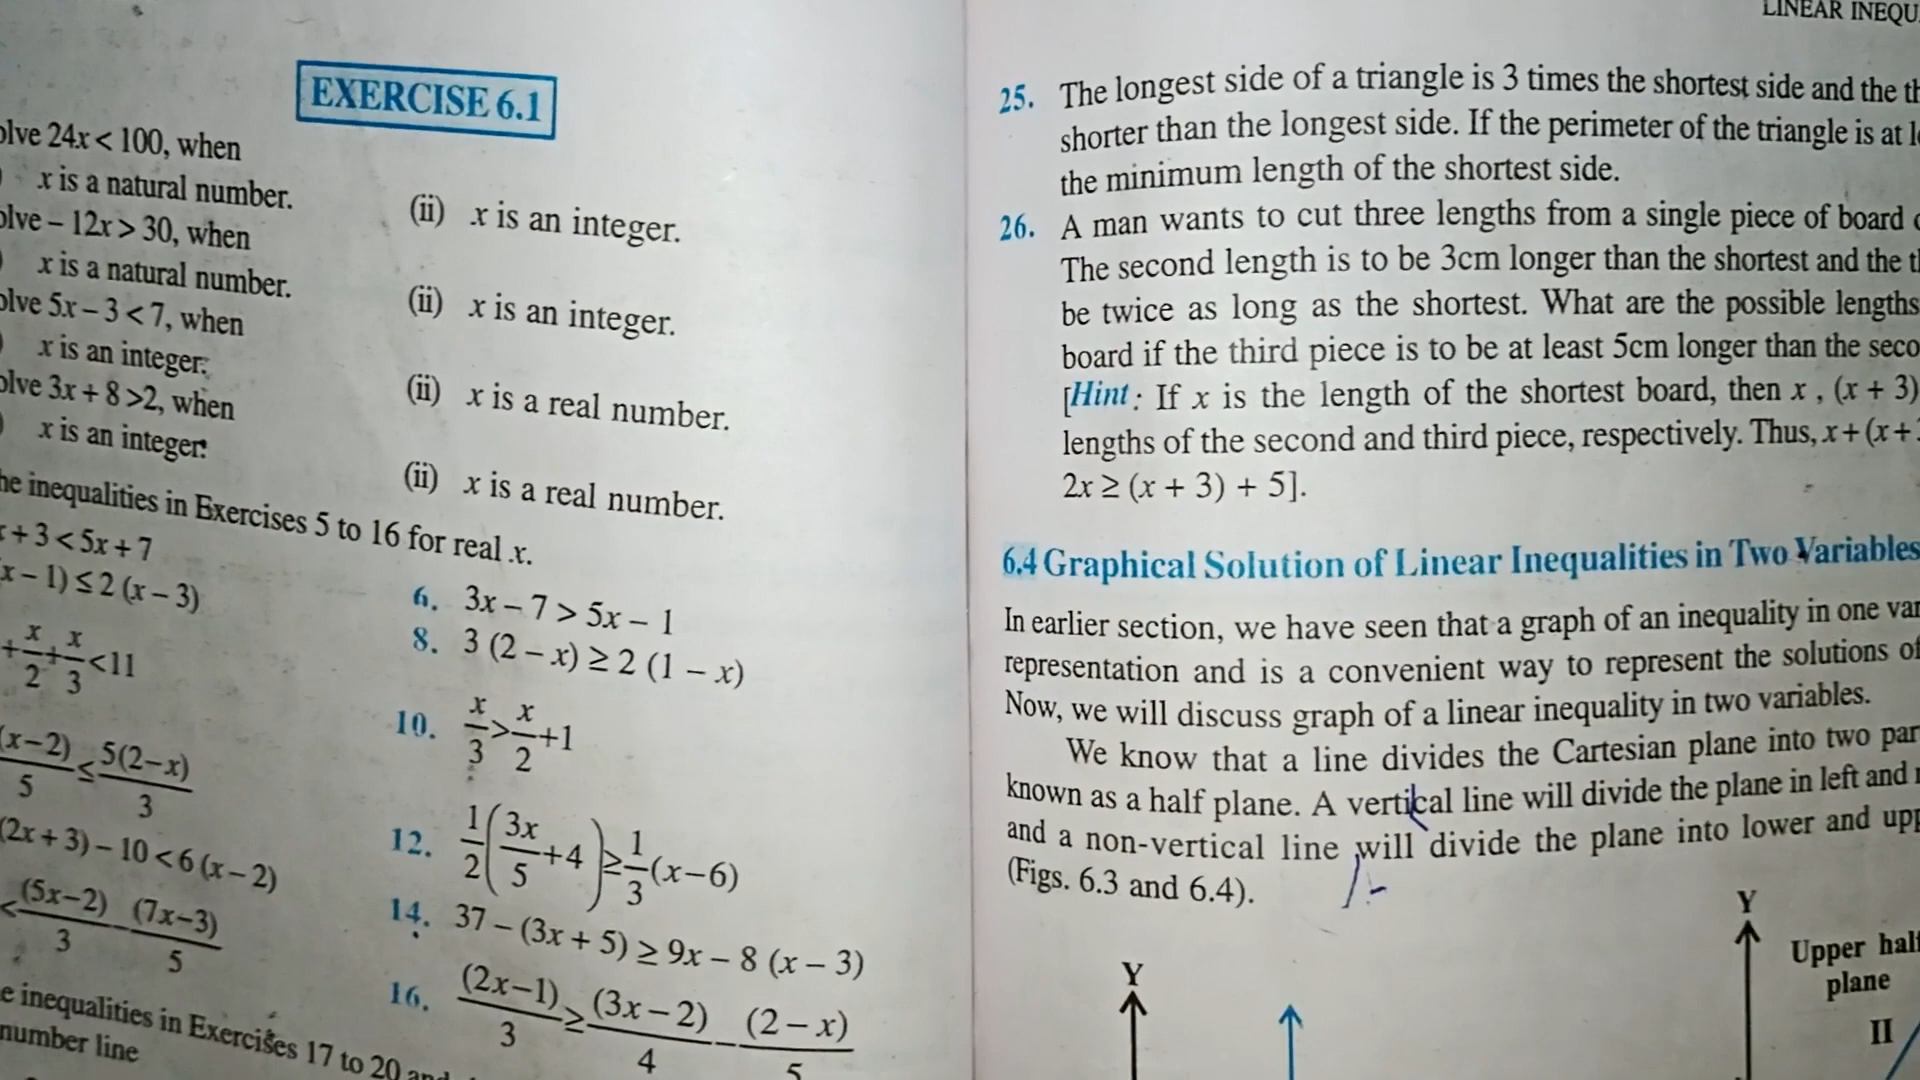 EXERCISE 6.1
24x < 100, when
x is a natural number.
(ii) x is an integer.
– 12x > 30, when
x is a natural number.
(ii) x is an integer.
5x – 3 < 7, when
x is an integer.
(ii) x is a real number.
3x + 8 >2, when
x is an integer.
(ii) x is a real number.
inequalities in Exercises 5 to 16 for real x.
+ 3 < 5x + 7
6. 3x – 7 > 5x – 1
x – 1) ≤ 2 (x – 3)
8. 3 (2 – x) ≥ 2 (1 – x)
+ x/2 + x/3 < 11
10. x/3 > x/2 + 1
(x–2)/5 ≤ 5(2–x)/3
12. 1/2 (3x/5 + 4) ≥ 1/3 (x–6)
(2x + 3) – 10 < 6 (x – 2)
14. 37 – (3x + 5) ≥ 9x – 8 (x – 3)
< (5x–2)/3 – (7x–3)/5
16. (2x–1)/3 ≥ (3x – 2)/4 – (2 – x)/5
inequalities in Exercises 17 to 20
number line
LINEAR
25. The longest side of a triangle is 3 times the shortest side and the
shorter than the longest side. If the perimeter of the triangle is at
the minimum length of the shortest side.
26. A man wants to cut three lengths from a single piece of board
The second length is to be 3cm longer than the shortest and the
be twice as long as the shortest. What are the possible lengths
board if the third piece is to be at least 5cm longer than the
[Hint : If x is the length of the shortest board, then x , (x + 3)
lengths of the second and third piece, respectively. Thus, x + (x +
2x ≥ (x + 3) + 5].
6.4 Graphical Solution of Linear Inequalities in Two Variables
In earlier section, we have seen that a graph of an inequality in one
representation and is a convenient way to represent the solutions
Now, we will discuss graph of a linear inequality in two variables.
We know that a line divides the Cartesian plane into two
known as a half plane. A vertical line will divide the plane in left and
and a non-vertical line will divide the plane into lower and
(Figs. 6.3 and 6.4).
Y
Y
Upper
plane
II